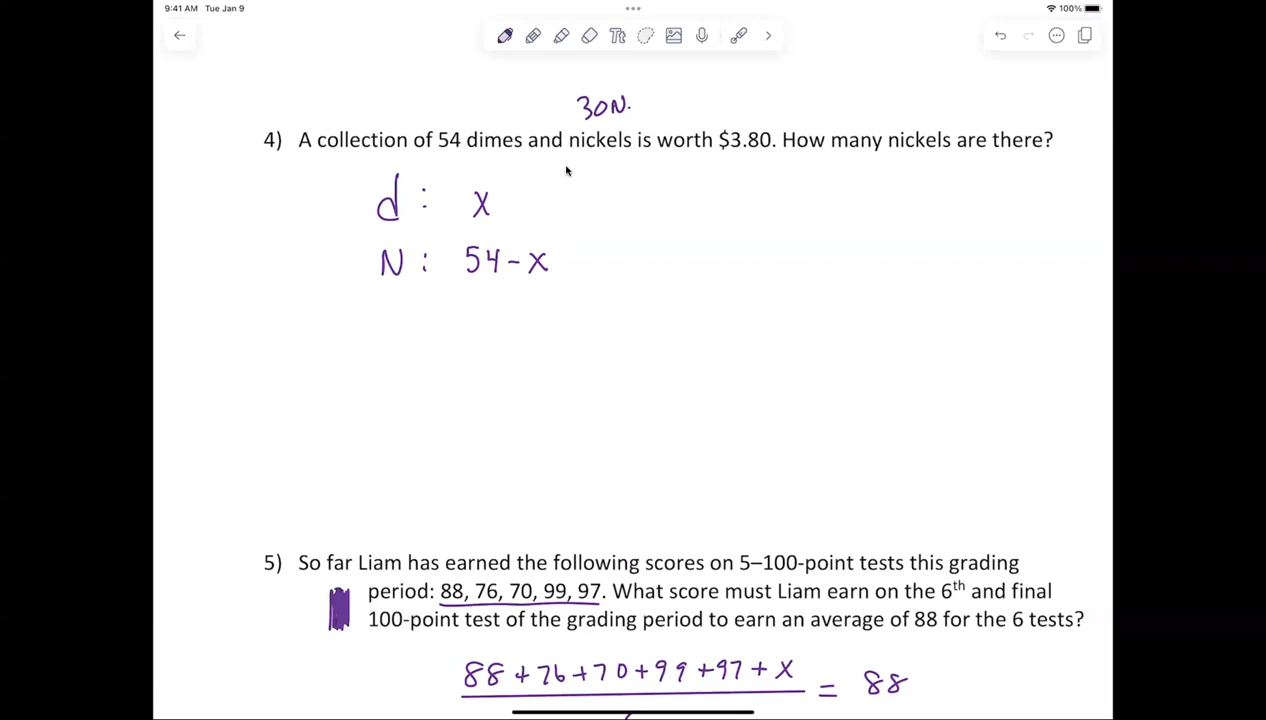 9:41 AM Tue Jan 9
100%
Tt
30N.
4) A collection of 54 dimes and nickels is worth $3.80. How many nickels are there?
d : x
N : 54-x
5) So far Liam has earned the following scores on 5–100-point tests this grading
period: 88, 76, 70, 99, 97. What score must Liam earn on the 6th and final
100-point test of the grading period to earn an average of 88 for the 6 tests?
88+76+70+99+97+x = 88